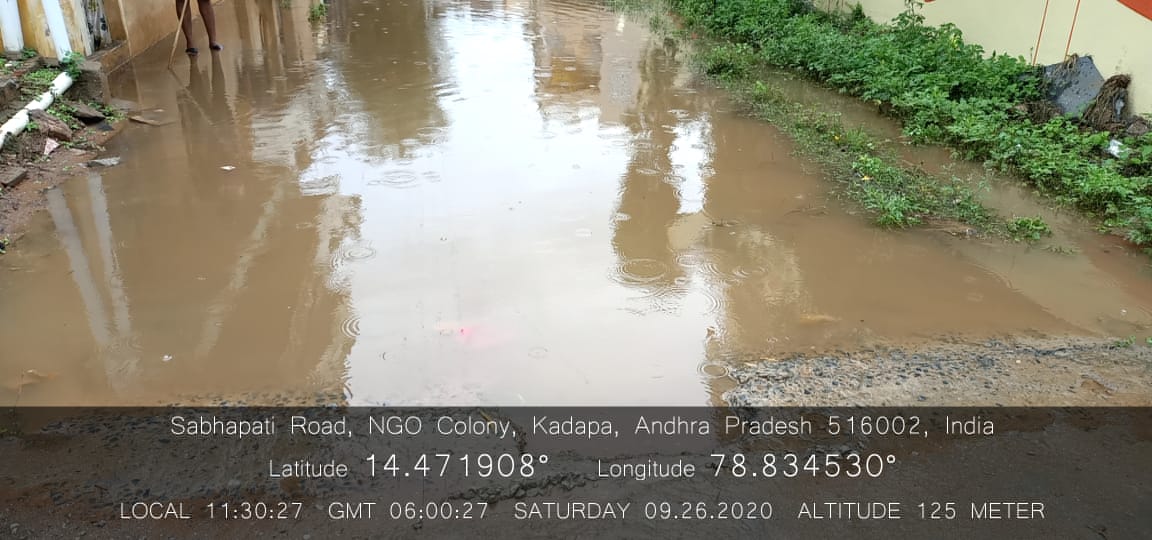 Sabhapati Road, NGO Colony, Kadapa, Andhra Pradesh 516002, India
Latitude 14.471908° Longitude 78.834530°
LOCAL 11:30:27 GMT 06:00:27 SATURDAY 09.26.2020 ALTITUDE 125 METER